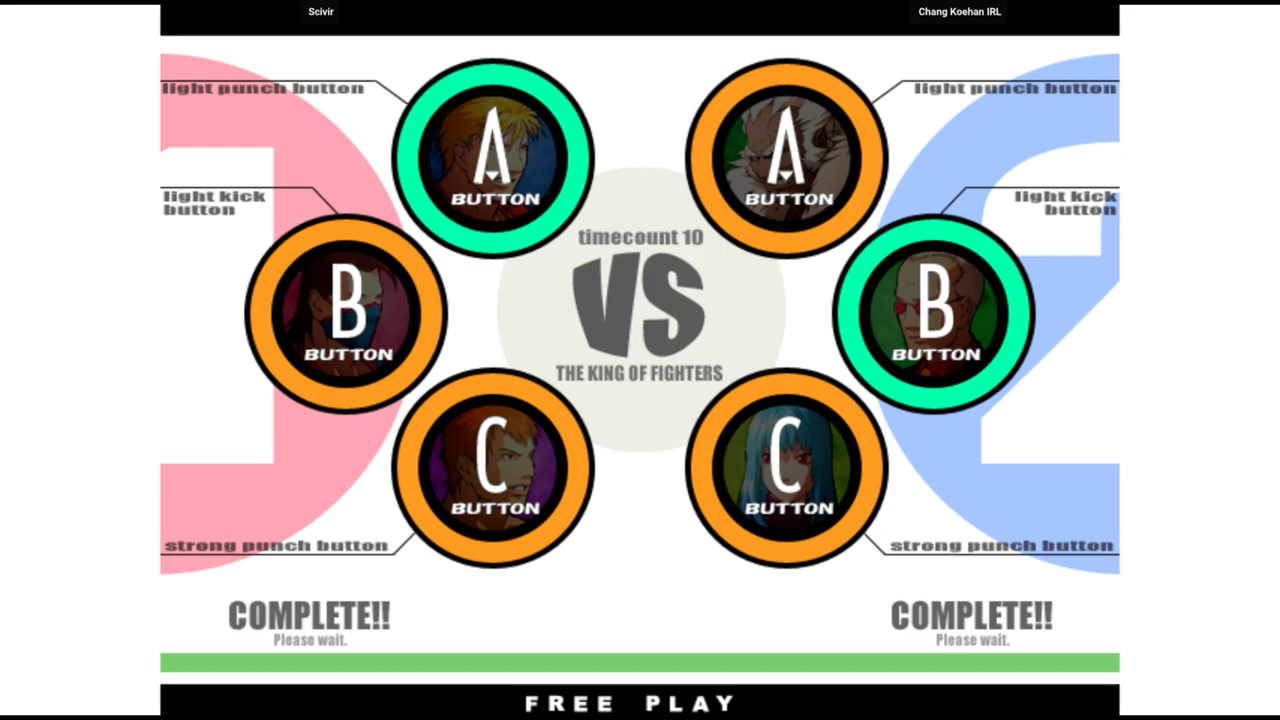 Scivir
Chang Koehan IRL
light punch button
A
BUTTON
A
BUTTON
light punch button
light kick
button
B
BUTTON
timecount 10
VS
THE KING OF FIGHTERS
light kick
button
B
BUTTON
1
2
C
BUTTON
C
BUTTON
strong punch button
strong punch button
COMPLETE!!
Please wait.
COMPLETE!!
Please wait.
FREE PLAY